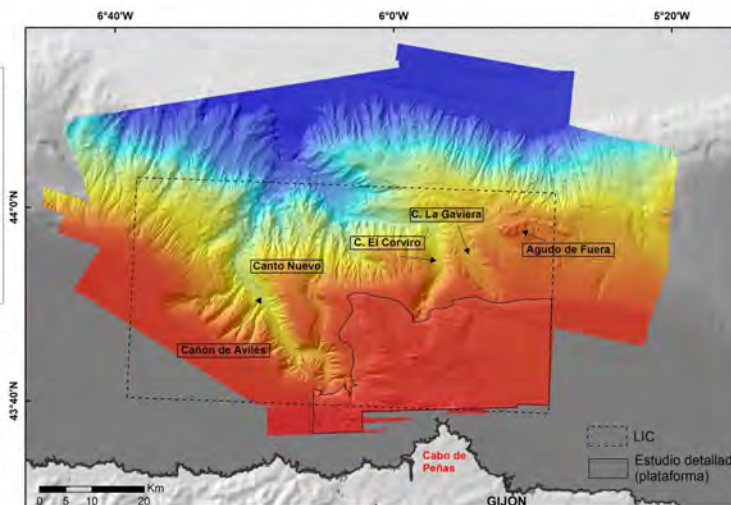 6°40'W
6°0'W
5°20'W
44°0'N
43°40'N
C. La Gaviera
C. El Corviro
Agudo de Fuera
Canto Nuevo
Cañón de Avilés
LIC
Estudio detallad
(plataforma)
Cabo de
Peñas
Km
0 5 10 20
GIJÓN